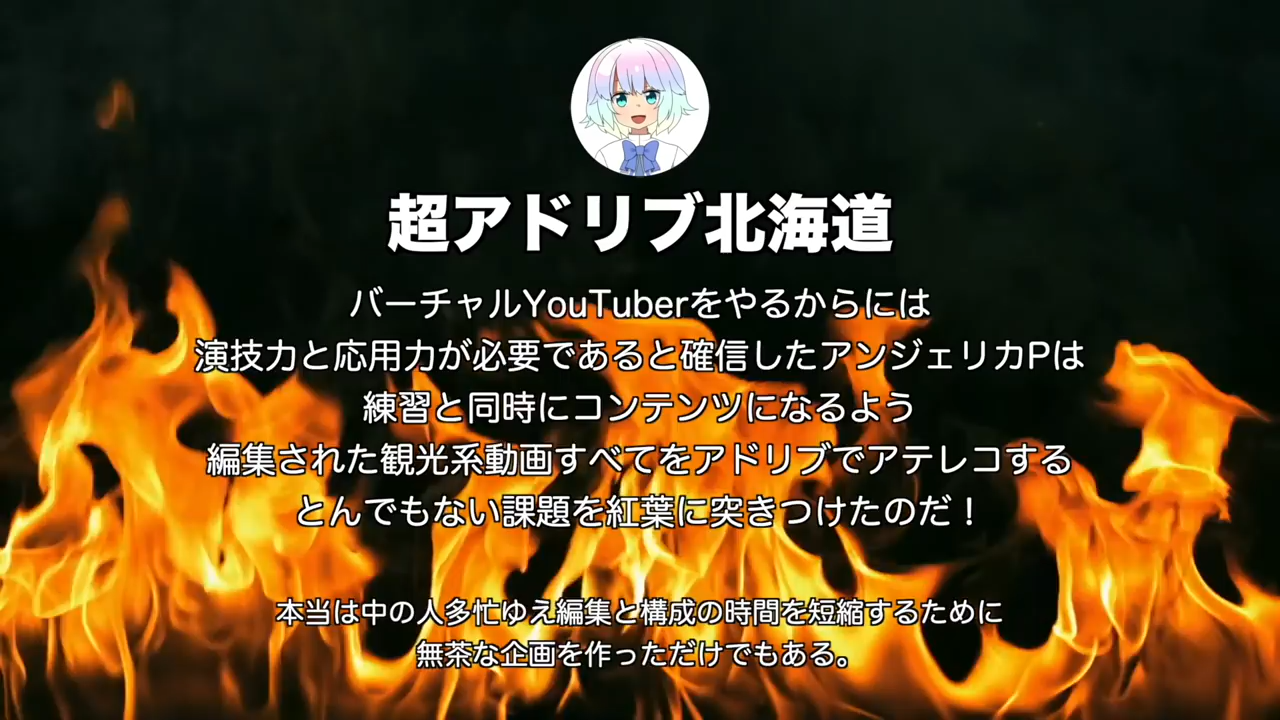 超アドリブ北海道
バーチャルYouTuberをやるからには
演技力と応用力が必要であると確信したアンジェリカPは
練習と同時にコンテンツになるよう
編集された観光系動画すべてをアドリブでアテレコする
とんでもない課題を紅葉に突きつけたのだ！
本当は中の人多忙ゆえ編集と構成の時間を短縮するために
無茶な企画を作っただけでもある。